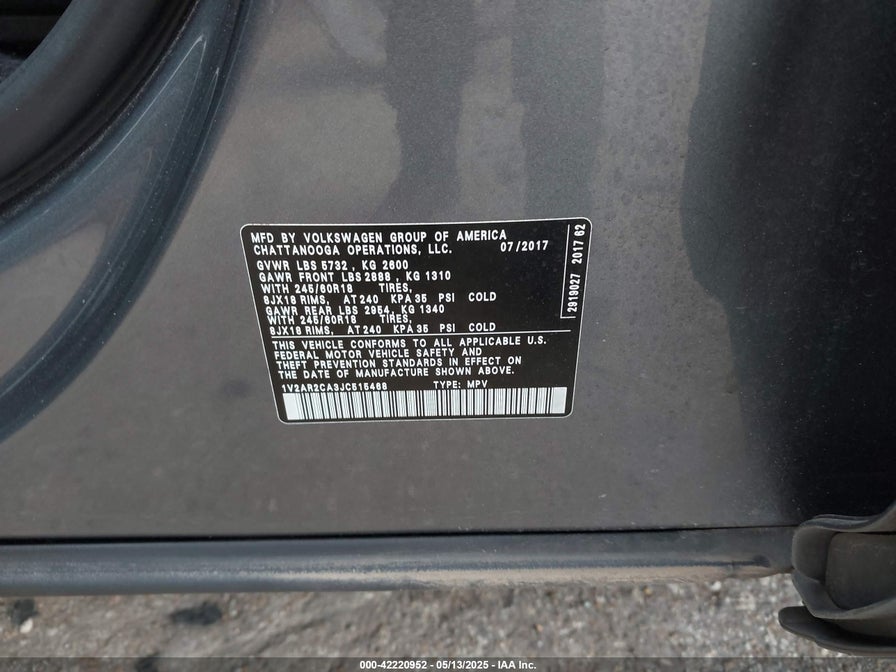 MFD BY VOLKSWAGEN GROUP OF AMERICA
CHATTANOOGA OPERATIONS, LLC. 07/2017
GVWR LBS 5732 , KG 2600
GAWR FRONT LBS 2888 , KG 1310
WITH 245/60R18 TIRES,
8JX18 RIMS, AT 240 KPA 35 PSI COLD
GAWR REAR LBS 2954, KG 1340
WITH 245/60R18 TIRES,
8JX18 RIMS, AT 240 KPA 35 PSI COLD
THIS VEHICLE CONFORMS TO ALL APPLICABLE U.S.
FEDERAL MOTOR VEHICLE SAFETY AND
THEFT PREVENTION STANDARDS IN EFFECT ON
THE DATE OF MANUFACTURE SHOWN ABOVE.
1V2AR2CA3JC515468 TYPE: MPV
2919027 2017 62
000-42220952 - 05/13/2025 - IAA Inc.